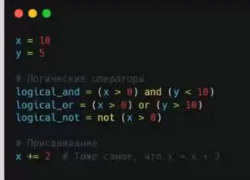 x = 10
y = 5
# Логические операторы
logical_and = (x > 0) and (y < 10)
logical_or = (x > 0) or (y > 10)
logical_not = not (x > 0)
# Присваивание
x += 2 # Тоже самое, что x = x + 2